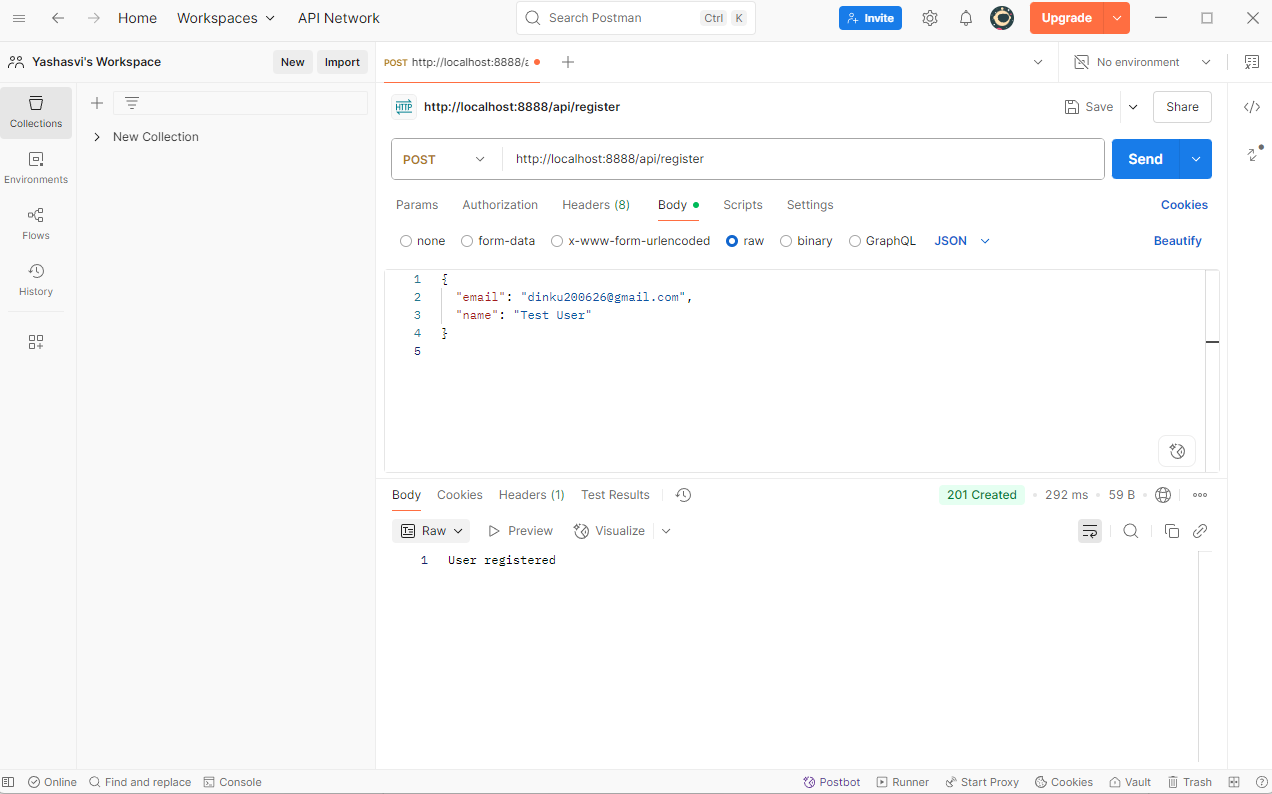 Home Workspaces API Network Search Postman Ctrl K Invite Upgrade
Yashasvi's Workspace New Import POST http://localhost:8888/a No environment
Collections
New Collection
Environments
Flows
History
HTTP http://localhost:8888/api/register Save Share
POST http://localhost:8888/api/register Send
Params Authorization Headers (8) Body Scripts Settings Cookies
none form-data x-www-form-urlencoded raw binary GraphQL JSON Beautify
1 {
2 "email": "dinku200626@gmail.com",
3 "name": "Test User"
4 }
5
Body Cookies Headers (1) Test Results 201 Created 292 ms 59 B
Raw Preview Visualize
1 User registered
Online Find and replace Console Postbot Runner Start Proxy Cookies Vault Trash